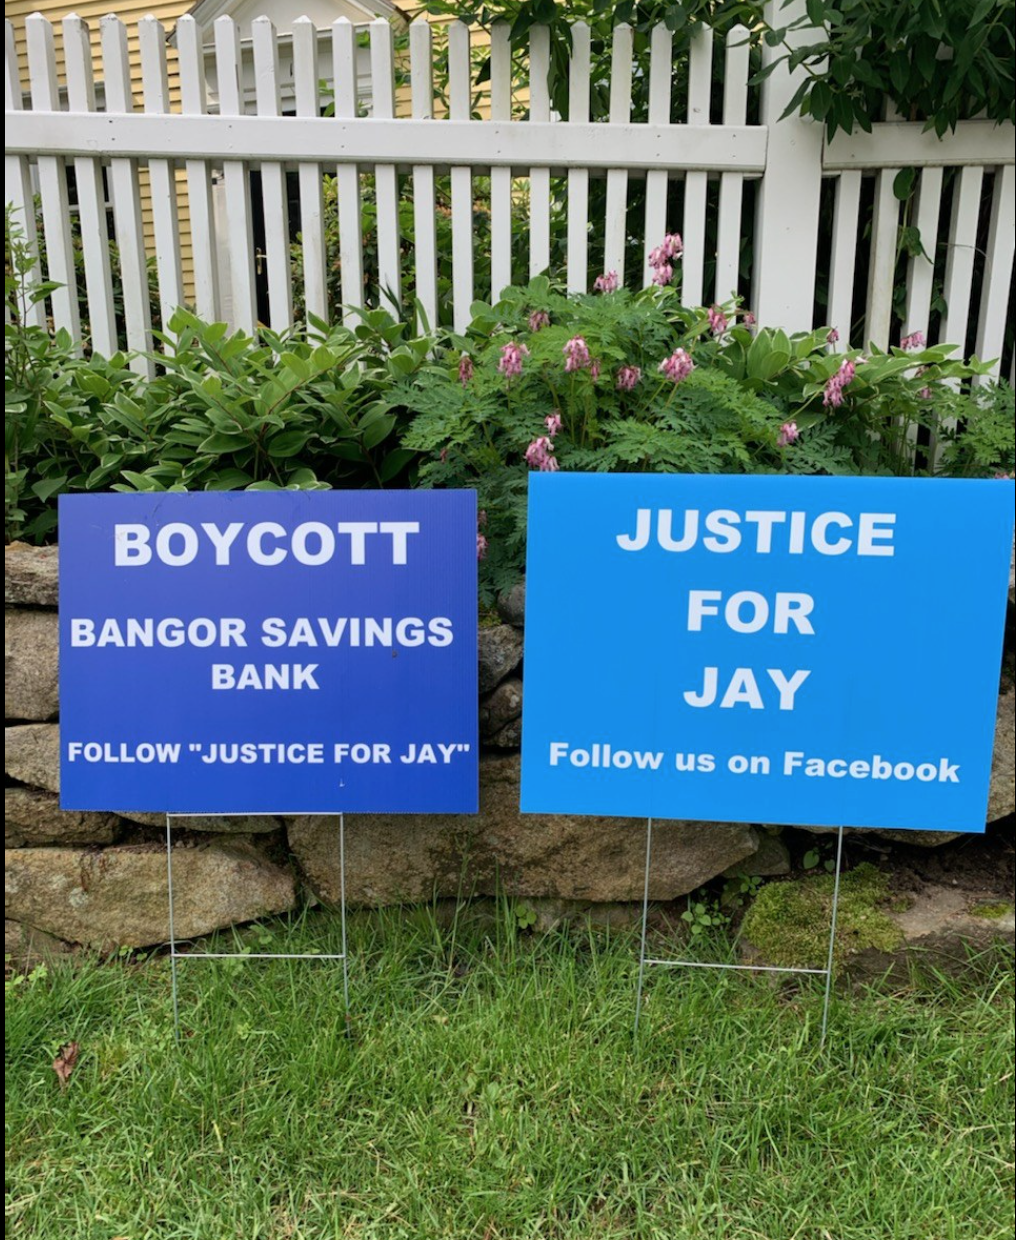 BOYCOTT
BANGOR SAVINGS
BANK
FOLLOW "JUSTICE FOR JAY"
JUSTICE
FOR
JAY
Follow us on Facebook